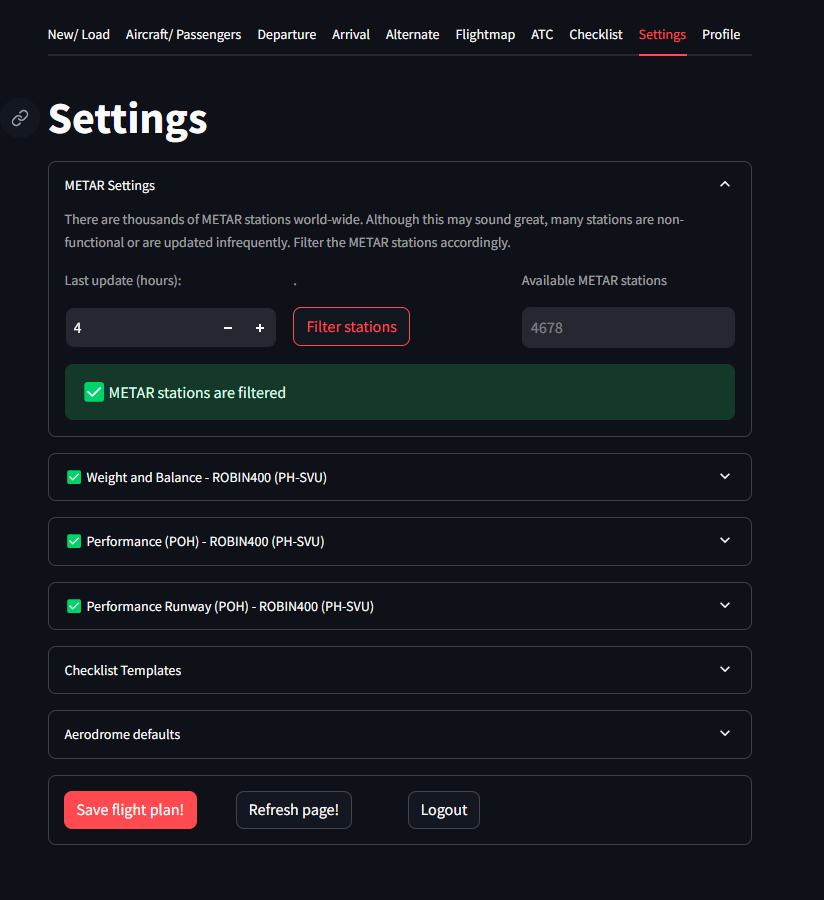 New/ Load Aircraft/ Passengers Departure Arrival Alternate Flightmap ATC Checklist Settings Profile
Settings
METAR Settings
There are thousands of METAR stations world-wide. Although this may sound great, many stations are non-
functional or are updated infrequently. Filter the METAR stations accordingly.
Last update (hours): . Available METAR stations
4 − + Filter stations 4678
✅ METAR stations are filtered
✅ Weight and Balance - ROBIN400 (PH-SVU)
✅ Performance (POH) - ROBIN400 (PH-SVU)
✅ Performance Runway (POH) - ROBIN400 (PH-SVU)
Checklist Templates
Aerodrome defaults
Save flight plan! Refresh page! Logout